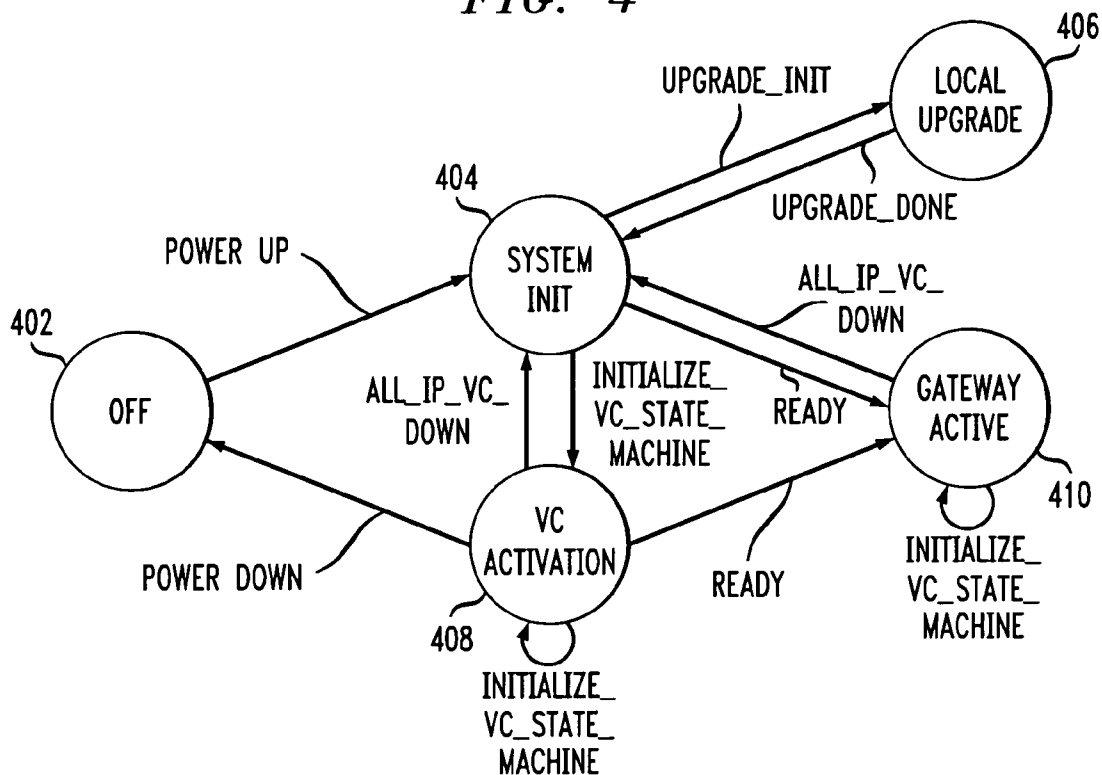 FIG. 4
406
UPGRADE_INIT
LOCAL
UPGRADE
404
UPGRADE_DONE
POWER UP
SYSTEM
INIT
ALL_IP_VC_
DOWN
402
OFF
ALL_IP_VC_
DOWN
INITIALIZE_
VC_STATE_
MACHINE
READY
GATEWAY
ACTIVE
410
VC
ACTIVATION
POWER DOWN
READY
INITIALIZE_
VC_STATE_
MACHINE
408
INITIALIZE_
VC_STATE_
MACHINE